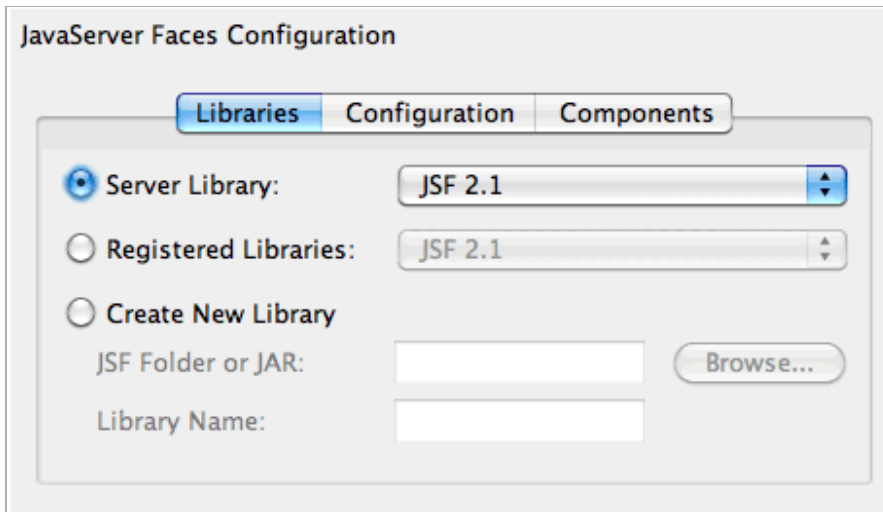 JavaServer Faces Configuration
Libraries Configuration Components
Server Library: JSF 2.1
Registered Libraries: JSF 2.1
Create New Library
JSF Folder or JAR: Browse...
Library Name: